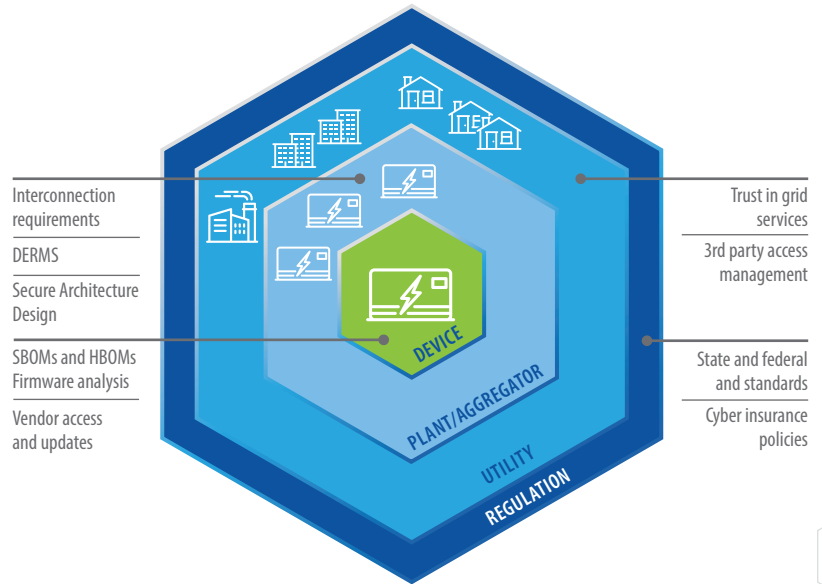 Interconnection
requirements
DERMS
Secure Architecture
Design
SBOMs and HBOMs
Firmware analysis
Vendor access
and updates
Trust in grid
services
3rd party access
management
State and federal
and standards
Cyber insurance
policies
DEVICE
PLANT/AGGREGATOR
UTILITY
REGULATION